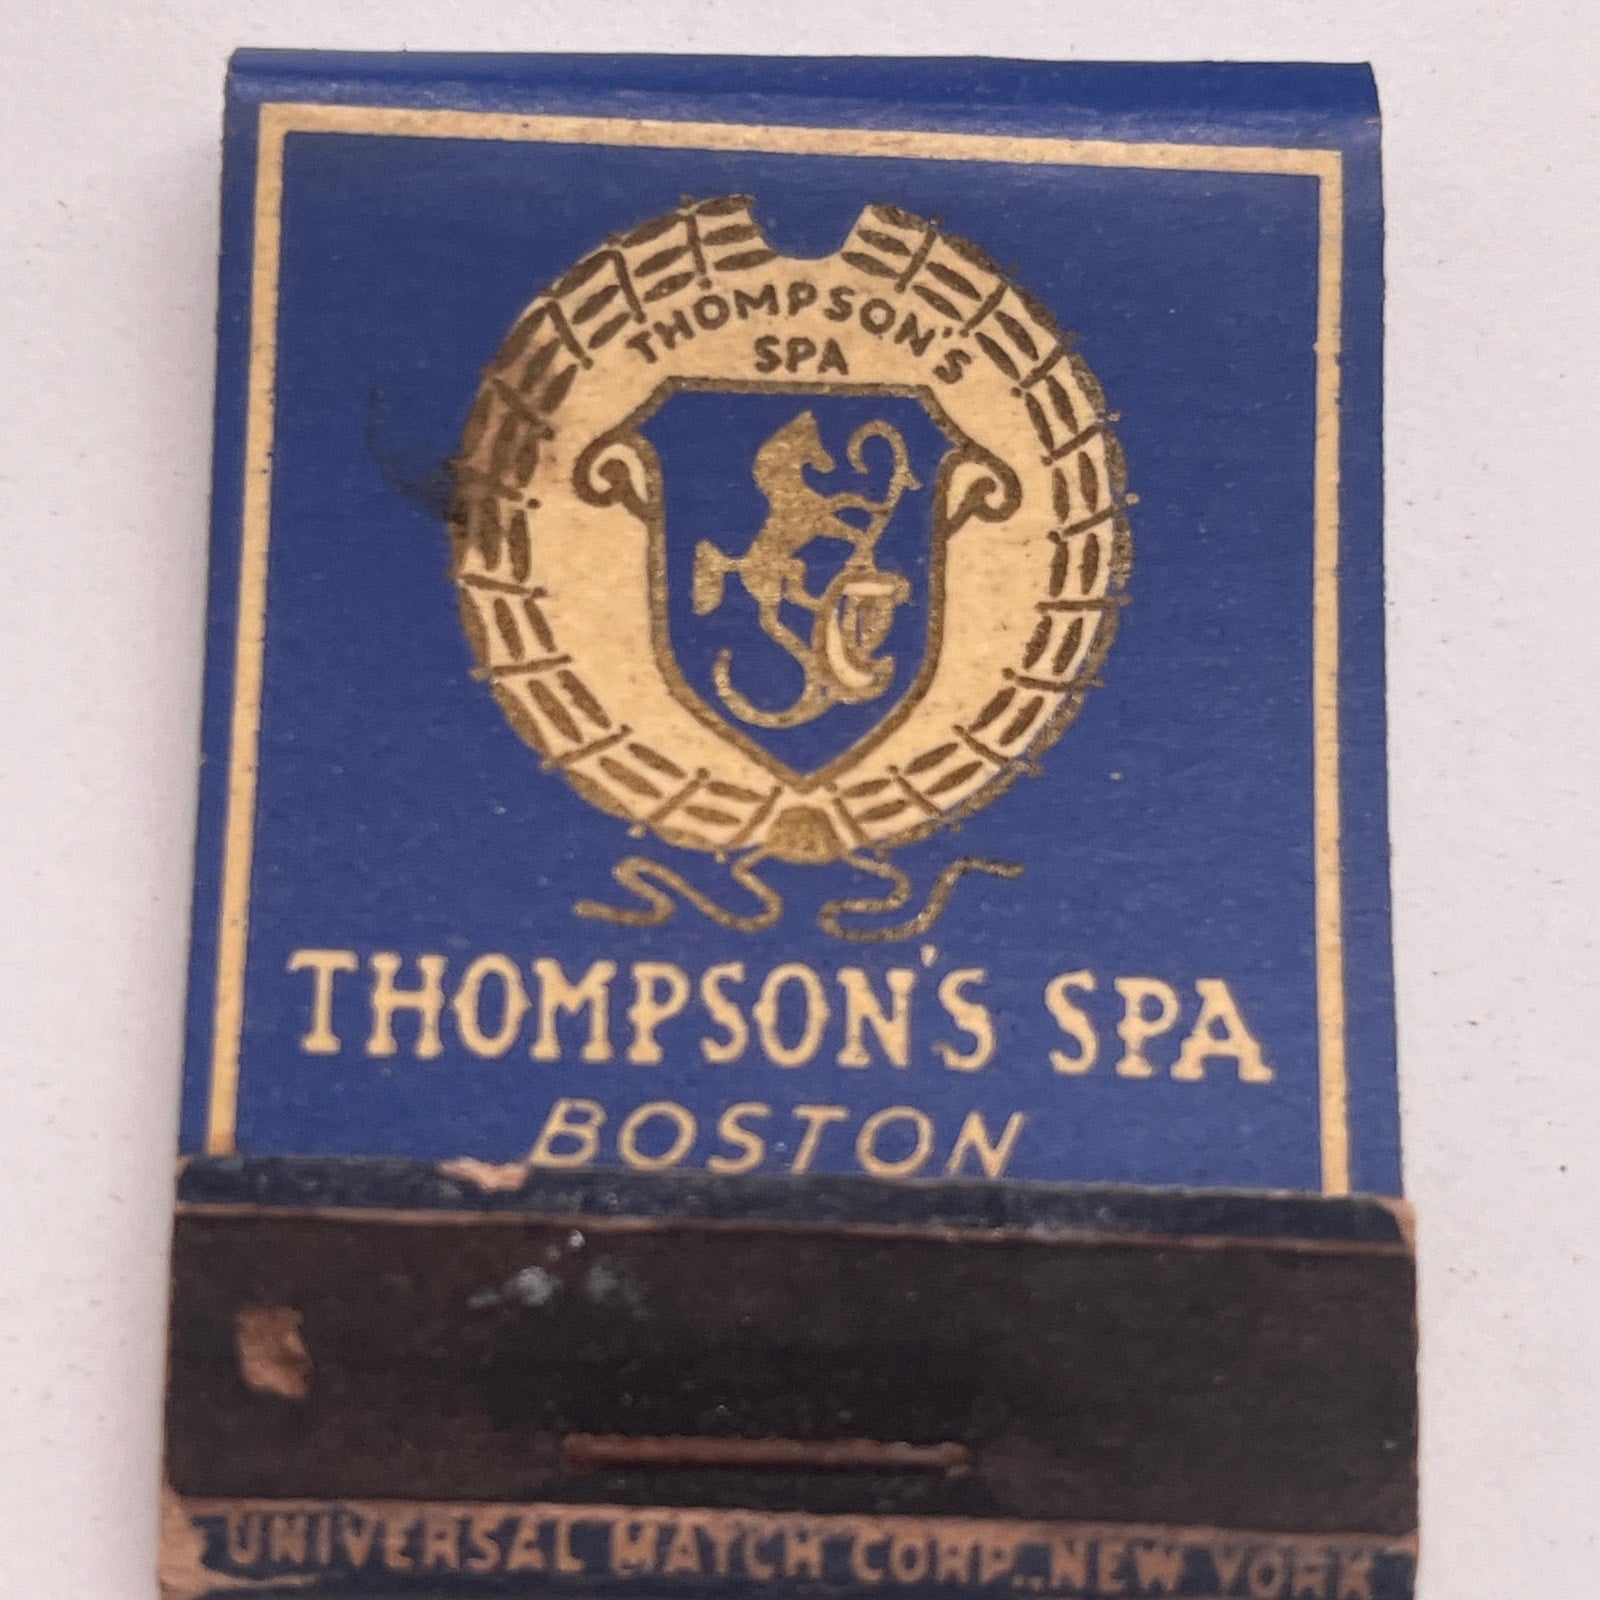 THOMPSON'S
SPA
THOMPSON'S SPA
BOSTON
UNIVERSAL MATCH CORP., NEW YORK